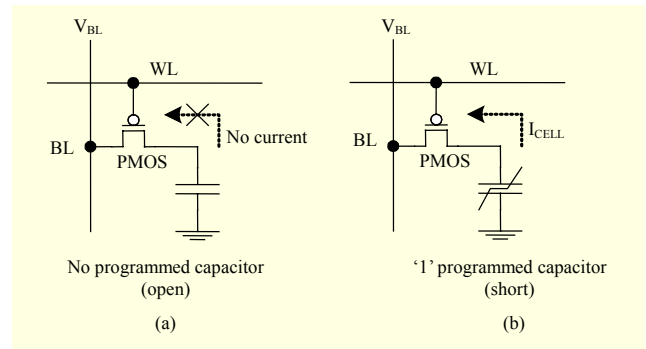 V_BL
WL
BL
PMOS
No current
No programmed capacitor
(open)
(a)
V_BL
WL
BL
PMOS
I_CELL
‘1’ programmed capacitor
(short)
(b)